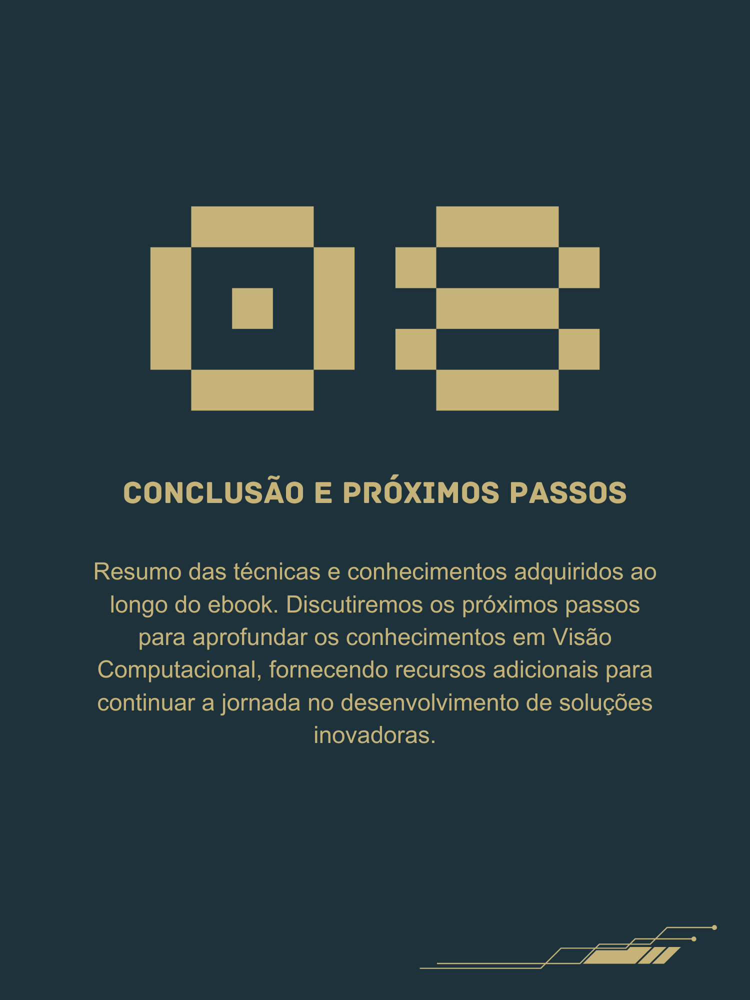 08
CONCLUSÃO E PRÓXIMOS PASSOS
Resumo das técnicas e conhecimentos adquiridos ao
longo do ebook. Discutiremos os próximos passos
para aprofundar os conhecimentos em Visão
Computacional, fornecendo recursos adicionais para
continuar a jornada no desenvolvimento de soluções
inovadoras.